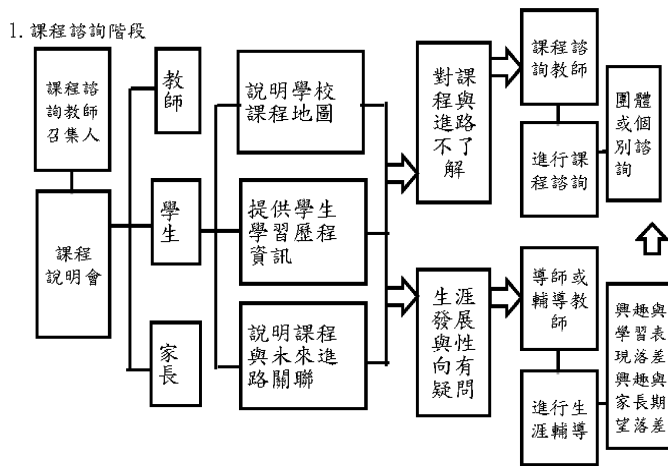 1. 課程諮詢階段
課程諮
詢教師
召集人
課程
說明會
教
師
學
生
家
長
說明學校
課程地圖
提供學生
學習歷程
資訊
說明課程
與未來進
路關聯
對課
程與
進路
不了
解
生涯
發展
與性
向有
疑問
課程諮
詢教師
進行課
程諮詢
團體
或個
別諮
詢
導師或
輔導教
師
進行生
涯輔導
興趣與
學習表
現落差
興趣與
家長期
望落差